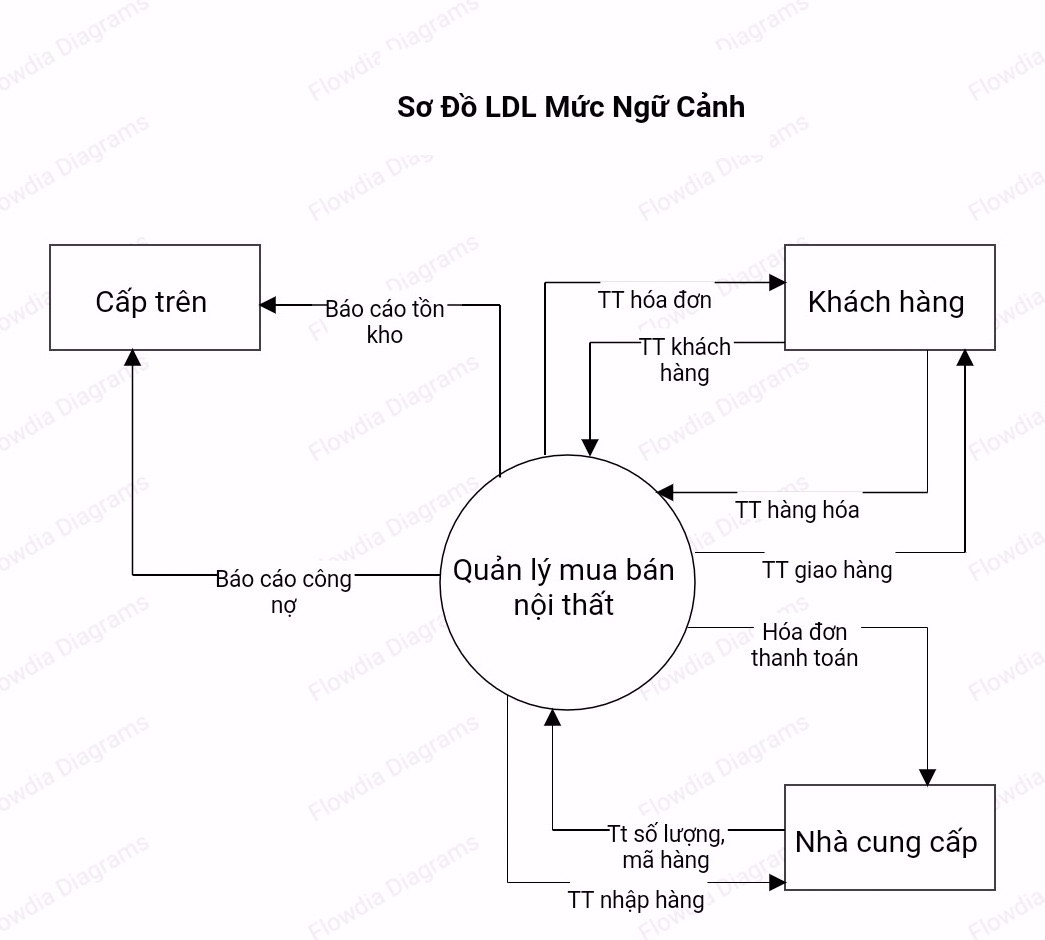 Sơ Đồ LDL Mức Ngữ Cảnh
Cấp trên
Báo cáo tồn
kho
TT hóa đơn
Khách hàng
TT khách
hàng
TT hàng hóa
TT giao hàng
Báo cáo công
nợ
Quản lý mua bán
nội thất
Hóa đơn
thanh toán
Tt số lượng,
mã hàng
Nhà cung cấp
TT nhập hàng
Flowdia Diagrams